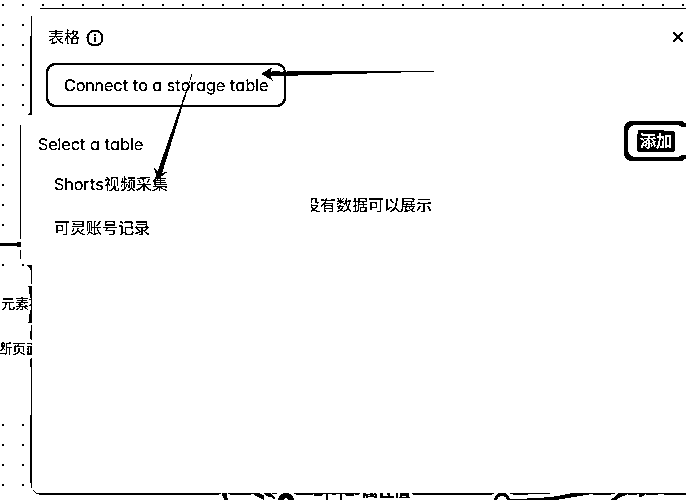 表格
Connect to a storage table
Select a table
添加
Shorts视频采集
没有数据可以展示
可灵账号记录
元素
断页面